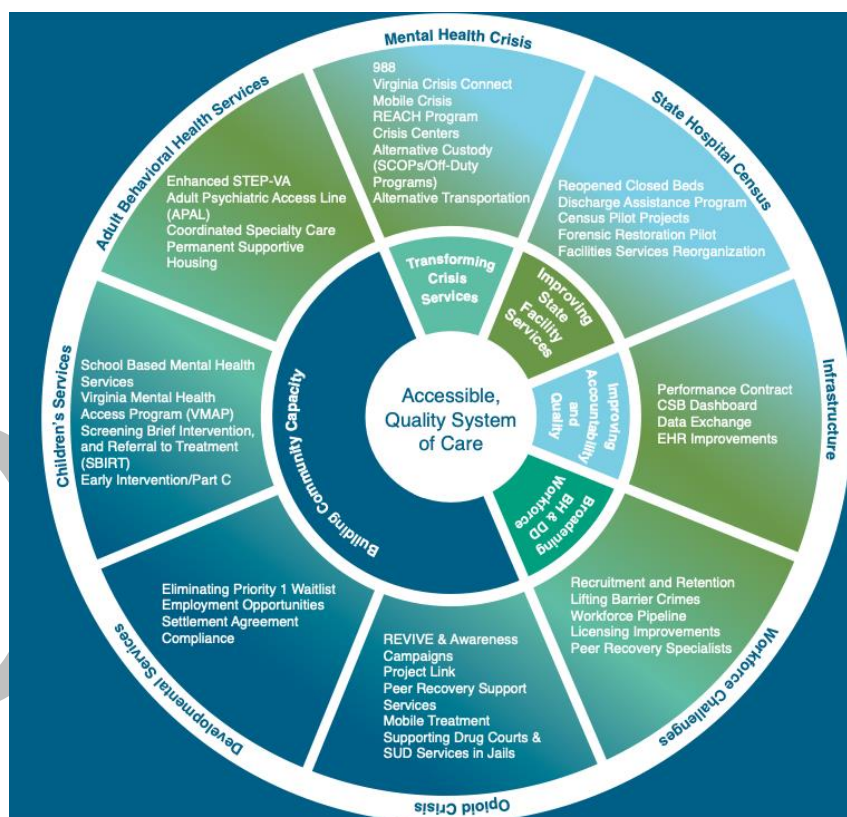 Mental Health Crisis
988
Virginia Crisis Connect
Mobile Crisis
REACH Program
Crisis Centers
Alternative Custody
(SCOPs/Off-Duty
Programs)
Alternative Transportation
State Hospital Census
Reopened Closed Beds
Discharge Assistance Program
Census Pilot Projects
Forensic Restoration Pilot
Facilities Services Reorganization
Infrastructure
Performance Contract
CSB Dashboard
Data Exchange
EHR Improvements
Workforce Challenges
Recruitment and Retention
Lifting Barrier Crimes
Workforce Pipeline
Licensing Improvements
Peer Recovery Specialists
Opioid Crisis
REVIVE & Awareness
Campaigns
Project Link
Peer Recovery Support
Services
Mobile Treatment
Supporting Drug Courts &
SUD Services in Jails
Developmental Services
Eliminating Priority 1 Waitlist
Employment Opportunities
Settlement Agreement
Compliance
Children's Services
School Based Mental Health
Services
Virginia Mental Health
Access Program (VMAP)
Screening Brief Intervention,
and Referral to Treatment
(SBIRT)
Early Intervention/Part C
Adult Behavioral Health Services
Enhanced STEP-VA
Adult Psychiatric Access Line
(APAL)
Coordinated Specialty Care
Permanent Supportive
Housing
Transforming
Crisis
Services
Improving
State
Facility
Services
Improving
Accountability
and
Quality
Broadening
BH & DD
Workforce
Building Community Capacity
Accessible,
Quality System
of Care